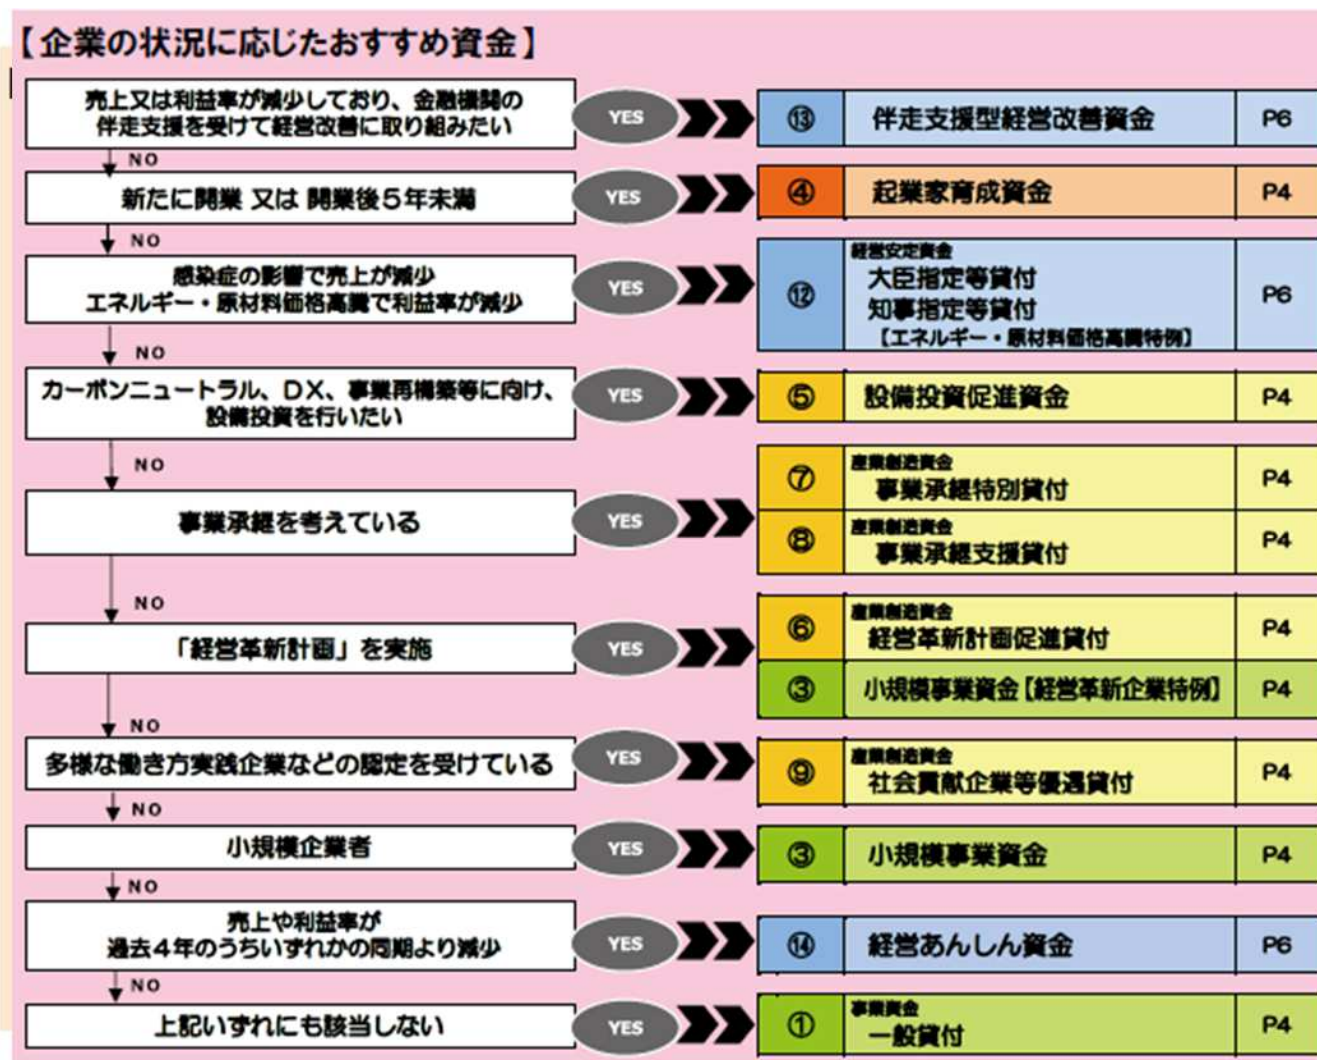 【企業の状況に応じたおすすめ資金】
売上又は利益率が減少しており、金融機関の
伴走支援を受けて経営改善に取り組みたい
YES
⑬
伴走支援型経営改善資金
P6
NO
新たに開業 又は 開業後5年未満
YES
④
起業家育成資金
P4
NO
感染症の影響で売上が減少
エネルギー・原材料価格高騰で利益率が減少
YES
⑫
経営安定資金
大臣指定等貸付
知事指定等貸付
【エネルギー・原材料価格高騰特例】
P6
NO
カーボンニュートラル、DX、事業再構築等に向け、
設備投資を行いたい
YES
⑤
設備投資促進資金
P4
NO
事業承継を考えている
YES
⑦
産業創造資金
事業承継特別貸付
P4
⑧
産業創造資金
事業承継支援貸付
P4
NO
「経営革新計画」を実施
YES
⑥
産業創造資金
経営革新計画促進貸付
P4
③
小規模事業資金【経営革新企業特例】
P4
NO
多様な働き方実践企業などの認定を受けている
YES
⑨
産業創造資金
社会貢献企業等優遇貸付
P4
NO
小規模企業者
YES
③
小規模事業資金
P4
NO
売上や利益率が
過去4年のうちいずれかの同期より減少
YES
⑭
経営あんしん資金
P6
NO
上記いずれにも該当しない
YES
①
事業資金
一般貸付
P4